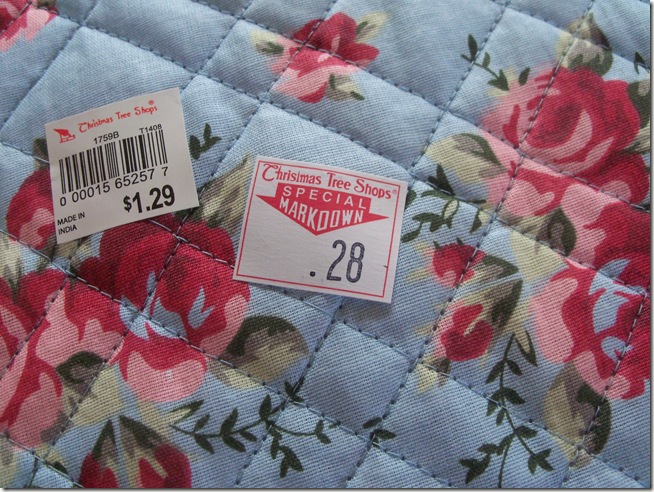 Christmas Tree Shops®
1759B T1408
0 00015 65257 7
$1.29
MADE IN
INDIA
Christmas Tree Shops®
SPECIAL
MARKDOWN
.28